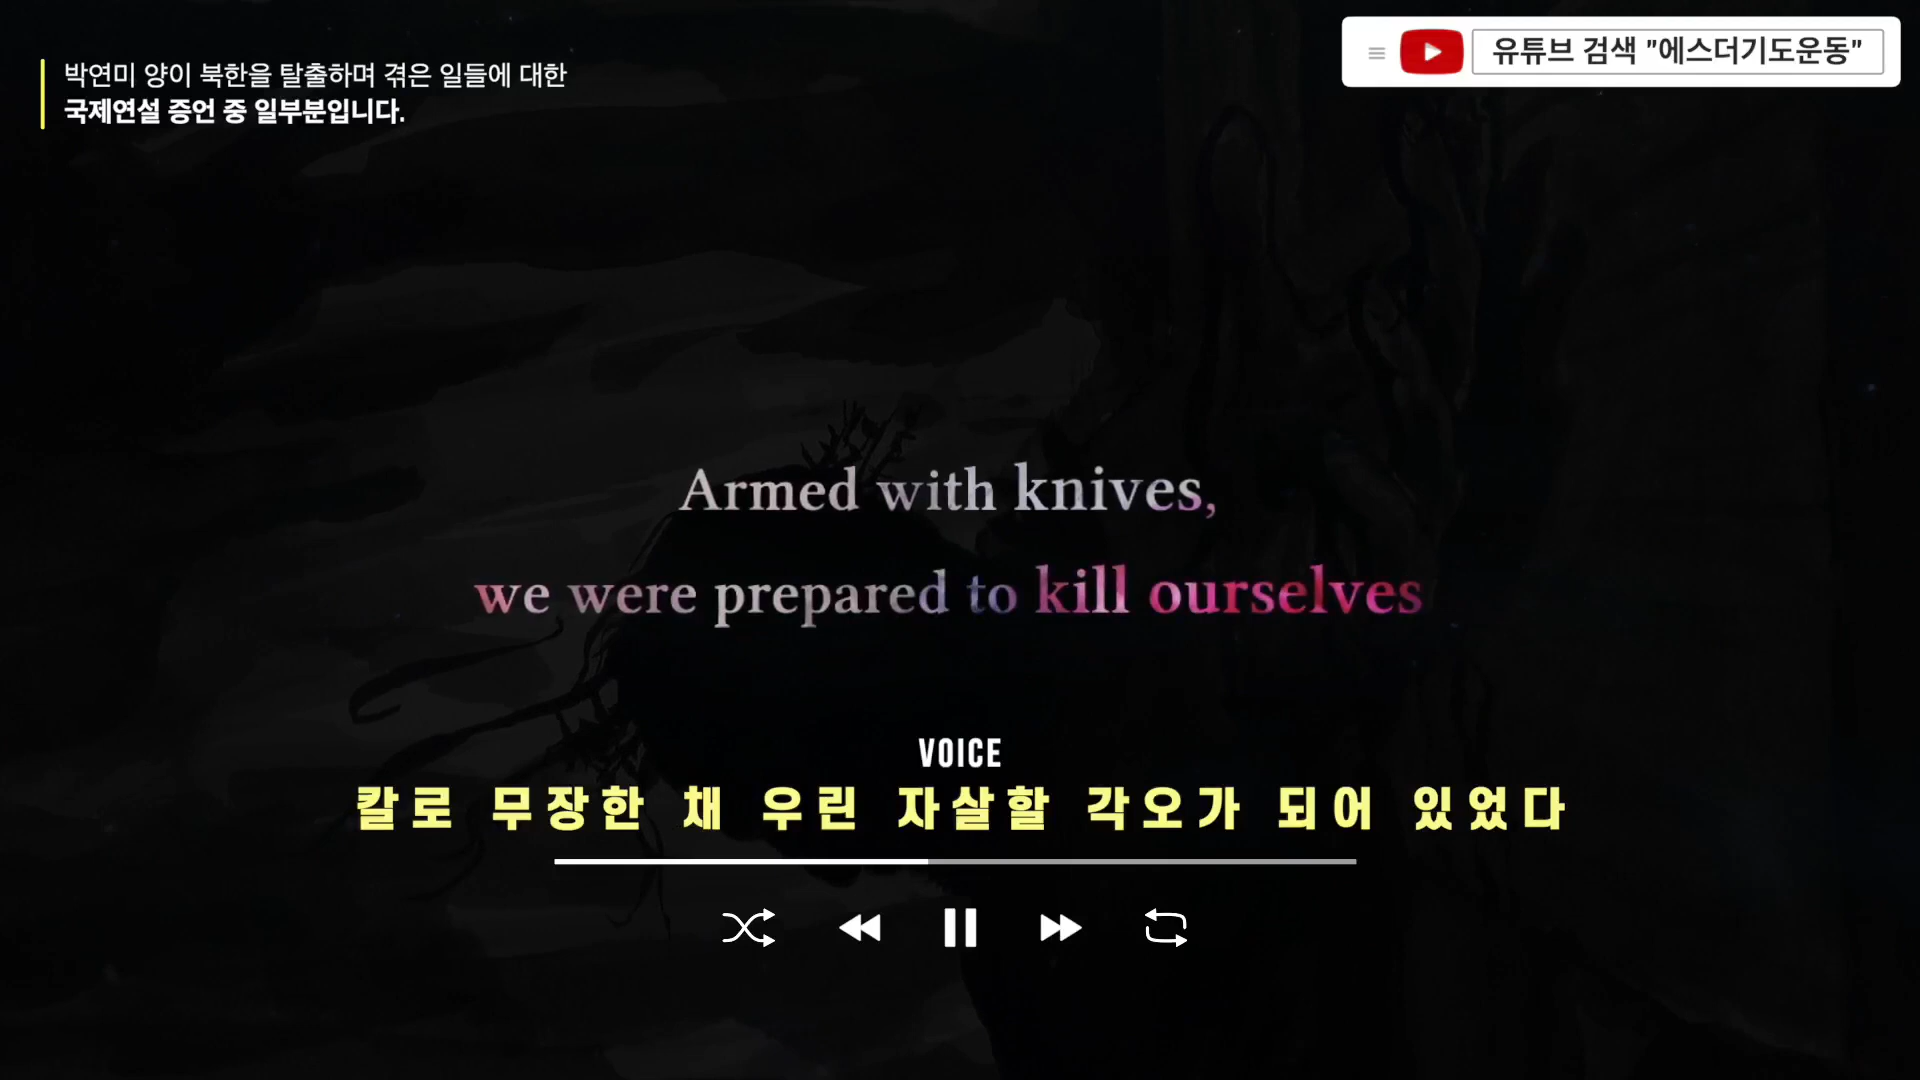 박연미 양이 북한을 탈출하며 겪은 일들에 대한
국제연설 증언 중 일부분입니다.
유튜브 검색 "에스더기도운동"
Armed with knives,
we were prepared to kill ourselves
VOICE
칼로 무장한 채 우린 자살할 각오가 되어 있었다